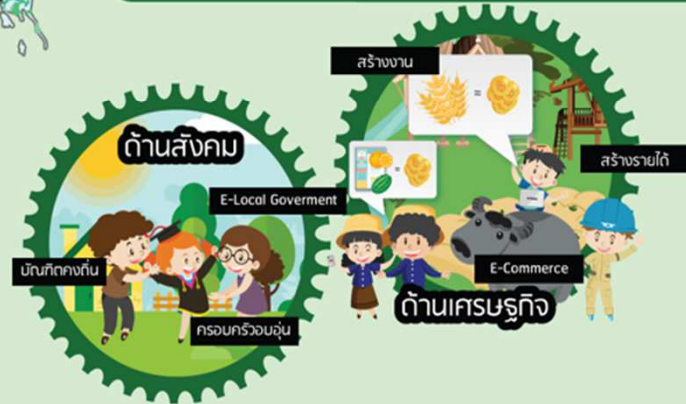 ด้านสังคม
E-Local Goverment
บัณฑิตคงถิ่น
ครอบครัวอบอุ่น
สร้างงาน
=
=
สร้างรายได้
E-Commerce
ด้านเศรษฐกิจ